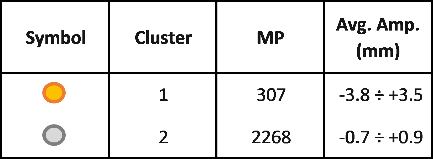 Symbol Cluster MP Avg. Amp. (mm)
1 307 -3.8 ÷ +3.5
2 2268 -0.7 ÷ +0.9